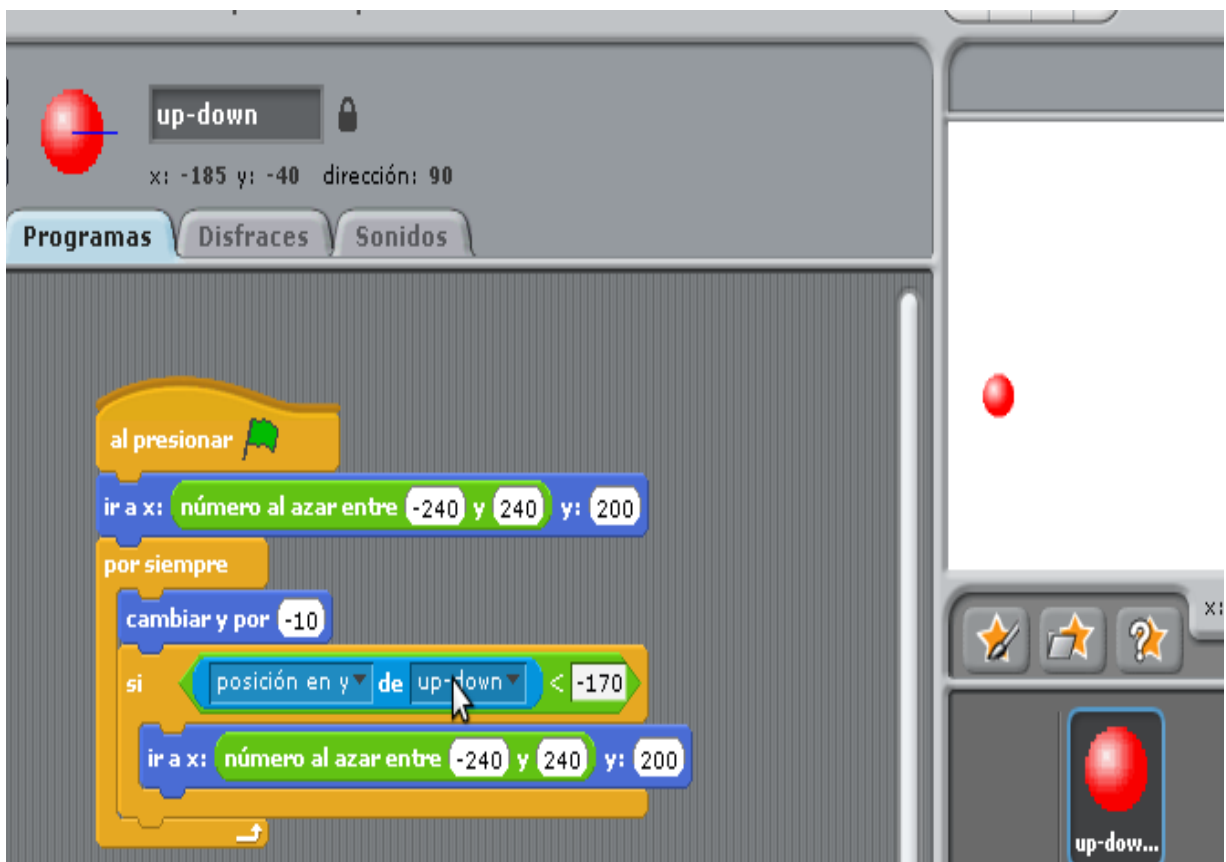 up-down
x: -185 y: -40 dirección: 90
Programas Disfraces Sonidos
al presionar
ir a x: número al azar entre -240 y 240 y: 200
por siempre
cambiar y por -10
si posición en y de up-down < -170
ir a x: número al azar entre -240 y 240 y: 200
x:
up-dow...